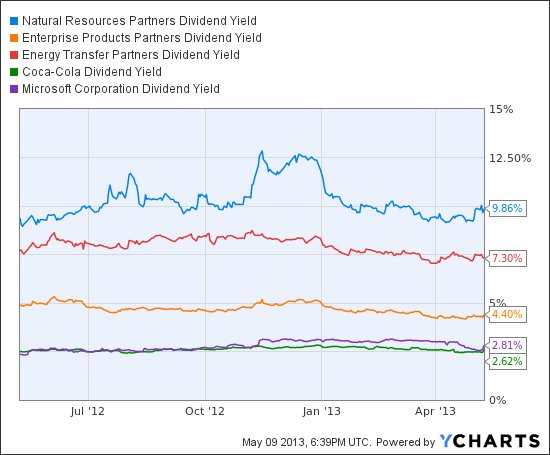 Natural Resources Partners Dividend Yield
Enterprise Products Partners Dividend Yield
Energy Transfer Partners Dividend Yield
Coca-Cola Dividend Yield
Microsoft Corporation Dividend Yield
15%
12.50%
9.86%
7.30%
5%
4.40%
2.81%
2.62%
0%
Jul '12 Oct '12 Jan '13 Apr '13
May 09 2013, 6:39PM UTC. Powered by YCHARTS